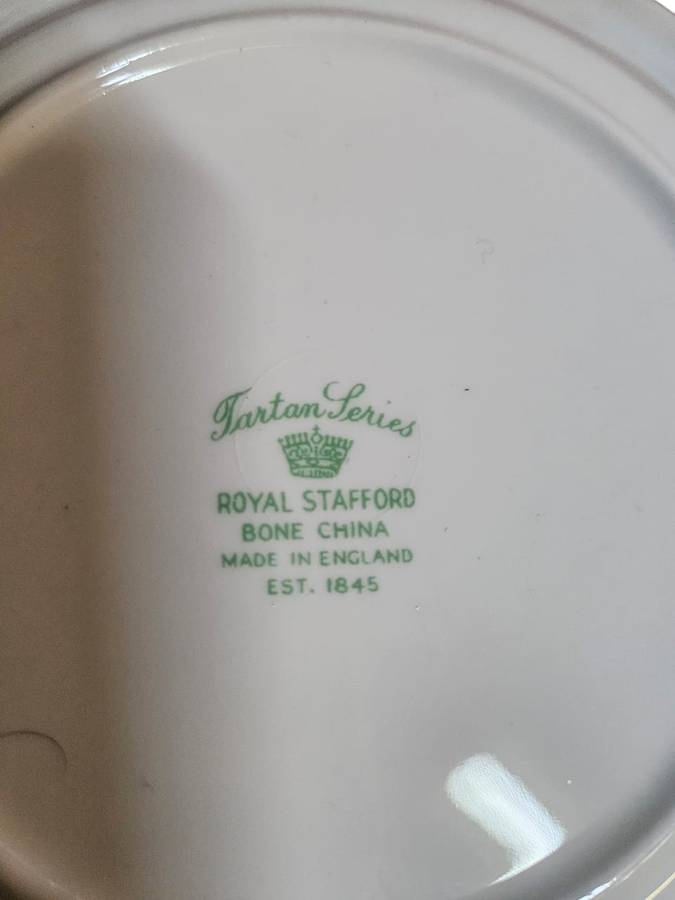 Tartan Series
ROYAL STAFFORD
BONE CHINA
MADE IN ENGLAND
EST. 1845